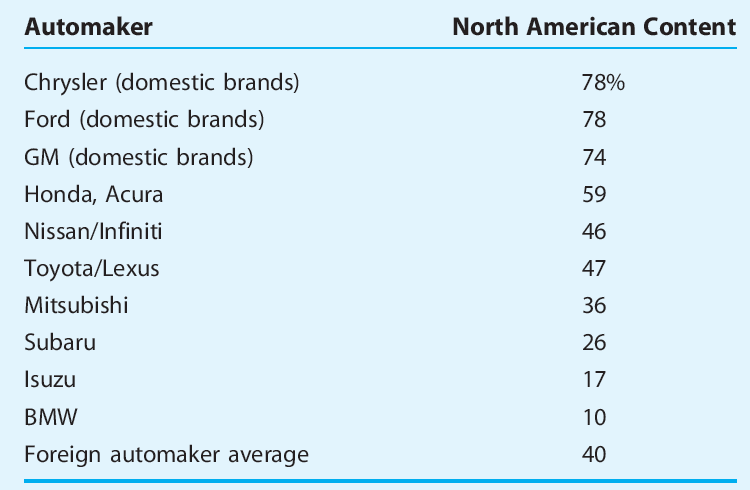 Automaker North American Content
Chrysler (domestic brands) 78%
Ford (domestic brands) 78
GM (domestic brands) 74
Honda, Acura 59
Nissan/Infiniti 46
Toyota/Lexus 47
Mitsubishi 36
Subaru 26
Isuzu 17
BMW 10
Foreign automaker average 40